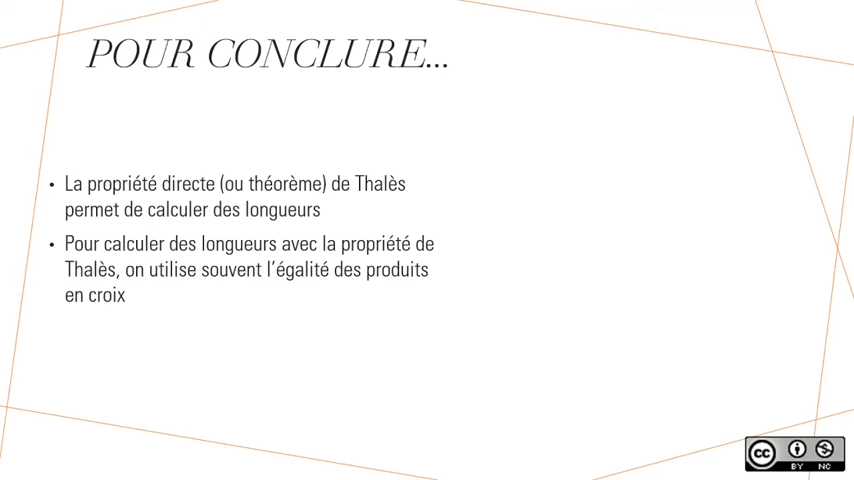 POUR CONCLURE...
• La propriété directe (ou théorème) de Thalès
permet de calculer des longueurs
• Pour calculer des longueurs avec la propriété de
Thalès, on utilise souvent l’égalité des produits
en croix
cc
BY NC